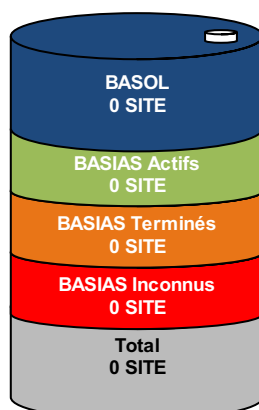 BASOL
0 SITE
BASIAS Actifs
0 SITE
BASIAS Terminés
0 SITE
BASIAS Inconnus
0 SITE
Total
0 SITE